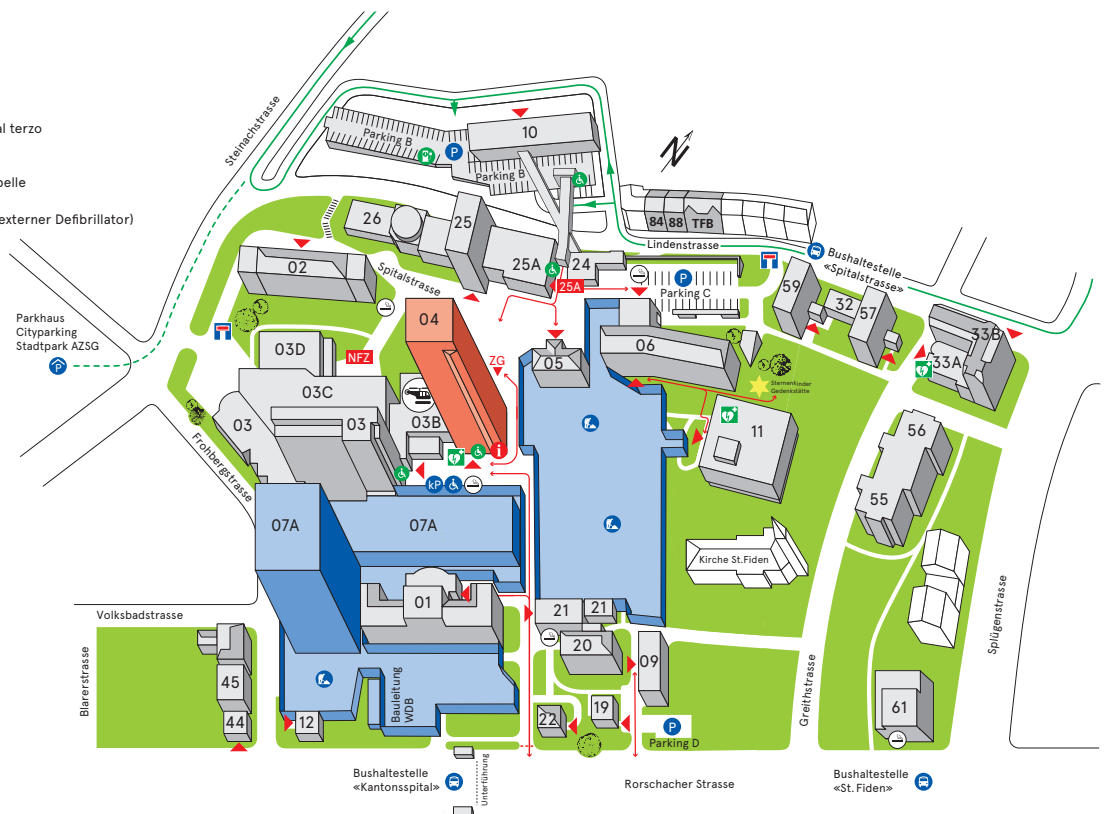 al terzo
pelle
externer Defibrillator)
Steinachstrasse
Parking B
P
10
Parking B
N
84
88
TFB
Lindenstrasse
Bushaltestelle
«Spitalstrasse»
26
25
25A
24
25A
P
Parking C
02
Spitalstrasse
59
32
57
33B
33A
Parkhaus
Cityparking
Stadtpark AZSG
P
04
03D
NFZ
ZG
05
06
Sternenkinder
Gedenkstätte
03C
03
03
03B
i
kP
11
56
55
Frohbergstrasse
07A
07A
Kirche St.Fiden
01
21
21
20
09
Volksbadstrasse
Blarerstrasse
45
44
12
Bauleitung
WDB
22
19
P
Parking D
61
Greithstrasse
Splügenstrasse
Bushaltestelle
«Kantonsspital»
Unterführung
Rorschacher Strasse
Bushaltestelle
«St. Fiden»